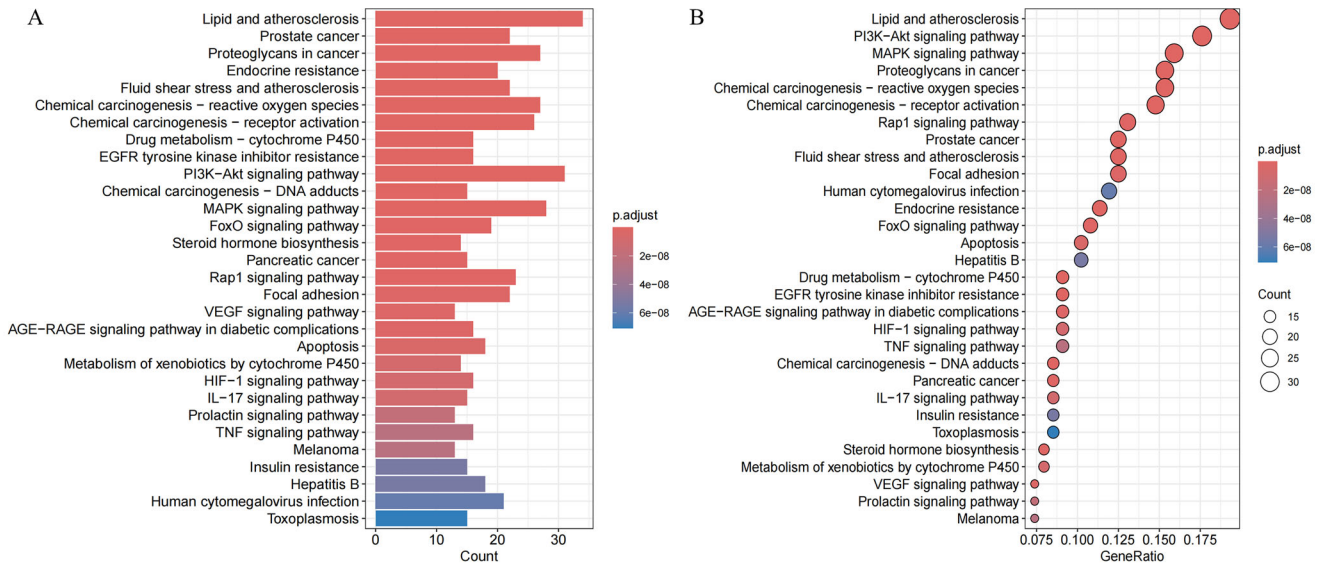 A
Lipid and atherosclerosis
Prostate cancer
Proteoglycans in cancer
Endocrine resistance
Fluid shear stress and atherosclerosis
Chemical carcinogenesis − reactive oxygen species
Chemical carcinogenesis − receptor activation
Drug metabolism − cytochrome P450
EGFR tyrosine kinase inhibitor resistance
PI3K−Akt signaling pathway
Chemical carcinogenesis − DNA adducts
MAPK signaling pathway
FoxO signaling pathway
Steroid hormone biosynthesis
Pancreatic cancer
Rap1 signaling pathway
Focal adhesion
VEGF signaling pathway
AGE−RAGE signaling pathway in diabetic complications
Apoptosis
Metabolism of xenobiotics by cytochrome P450
HIF−1 signaling pathway
IL−17 signaling pathway
Prolactin signaling pathway
TNF signaling pathway
Melanoma
Insulin resistance
Hepatitis B
Human cytomegalovirus infection
Toxoplasmosis
0 10 20 30
Count
p.adjust
2e−08
4e−08
6e−08
B
Lipid and atherosclerosis
PI3K−Akt signaling pathway
MAPK signaling pathway
Proteoglycans in cancer
Chemical carcinogenesis − reactive oxygen species
Chemical carcinogenesis − receptor activation
Rap1 signaling pathway
Prostate cancer
Fluid shear stress and atherosclerosis
Focal adhesion
Human cytomegalovirus infection
Endocrine resistance
FoxO signaling pathway
Apoptosis
Hepatitis B
Drug metabolism − cytochrome P450
EGFR tyrosine kinase inhibitor resistance
AGE−RAGE signaling pathway in diabetic complications
HIF−1 signaling pathway
TNF signaling pathway
Chemical carcinogenesis − DNA adducts
Pancreatic cancer
IL−17 signaling pathway
Insulin resistance
Toxoplasmosis
Steroid hormone biosynthesis
Metabolism of xenobiotics by cytochrome P450
VEGF signaling pathway
Prolactin signaling pathway
Melanoma
0.075 0.100 0.125 0.150 0.175
GeneRatio
p.adjust
2e−08
4e−08
6e−08
Count
15
20
25
30